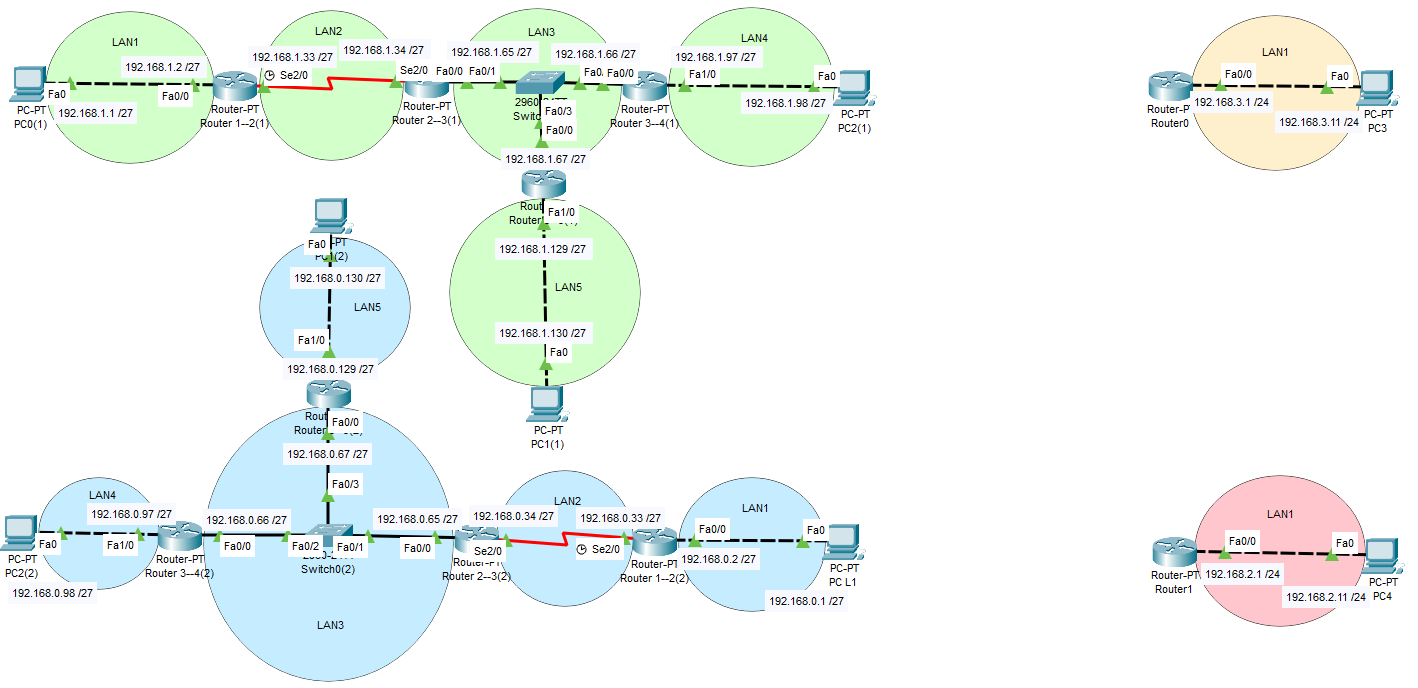 LAN1
192.168.1.2 /27
Fa0
Fa0/0
192.168.1.1 /27
PC-PT
PC0(1)
Router-PT
Router 1--2(1)
LAN2
192.168.1.33 /27
192.168.1.34 /27
Se2/0
Se2/0
Router-PT
Router 2--3(1)
LAN3
192.168.1.65 /27
192.168.1.66 /27
Fa0/0
Fa0/1
Fa0/0
Fa0/3
Fa0/0
192.168.1.67 /27
Router-PT
Router 3--4(1)
LAN4
192.168.1.97 /27
Fa1/0
Fa0
192.168.1.98 /27
PC-PT
PC2(1)
LAN1
Fa0/0
Fa0
192.168.3.1 /24
192.168.3.11 /24
Router0
PC-PT
PC3
Fa1/0
192.168.1.129 /27
LAN5
192.168.1.130 /27
Fa0
PC-PT
PC1(1)
Fa0
192.168.0.130 /27
LAN5
Fa1/0
192.168.0.129 /27
Fa0/0
192.168.0.67 /27
Fa0/3
LAN4
192.168.0.97 /27
Fa0
Fa1/0
PC-PT
PC2(2)
192.168.0.98 /27
Router-PT
Router 3--4(2)
192.168.0.66 /27
192.168.0.65 /27
Fa0/0
Fa0/2
Fa0/1
Fa0/0
Switch0(2)
LAN3
LAN2
192.168.0.34 /27
192.168.0.33 /27
Se2/0
Se2/0
Router 2--3(2)
Router-PT
Router 1--2(2)
LAN1
Fa0/0
Fa0
192.168.0.2 /27
PC-PT
PC L1
192.168.0.1 /27
LAN1
Fa0/0
Fa0
Router-PT
Router1
192.168.2.1 /24
192.168.2.11 /24
PC-PT
PC4